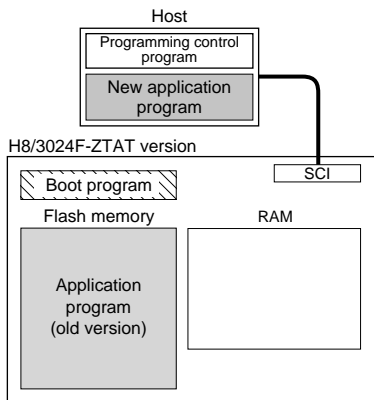 Host
Programming control
program
New application
program
H8/3024F-ZTAT version
SCI
Boot program
Flash memory
RAM
Application
program
(old version)